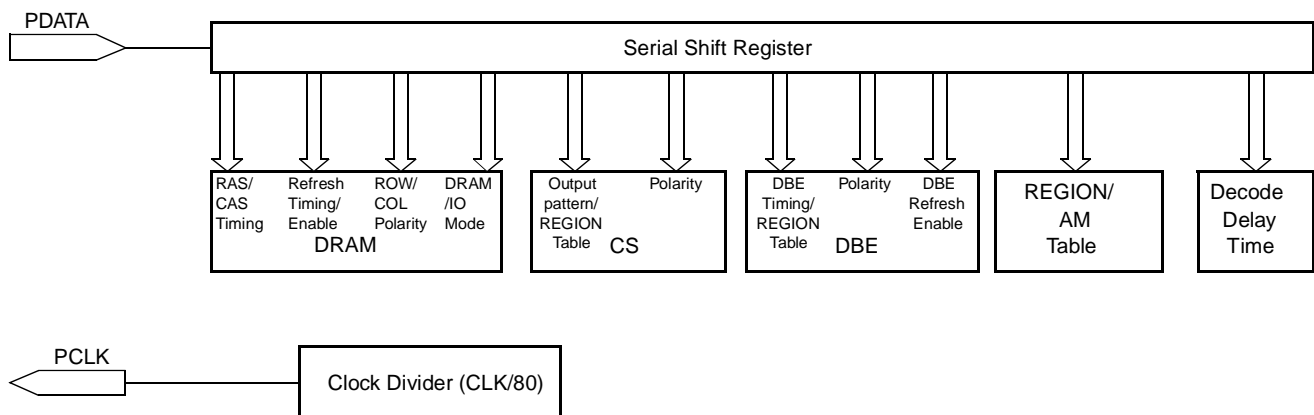 PDATA
Serial Shift Register
RAS/
CAS
Timing
Refresh
Timing/
Enable
ROW/
COL
Polarity
DRAM
/IO
Mode
DRAM
Output
pattern/
REGION
Table
Polarity
CS
DBE
Timing/
REGION
Table
Polarity
DBE
Refresh
Enable
DBE
REGION/
AM
Table
Decode
Delay
Time
PCLK
Clock Divider (CLK/80)